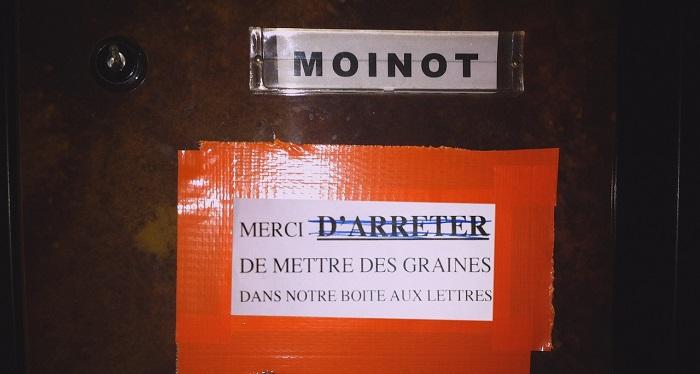 MOINOT
MERCI D'ARRETER
DE METTRE DES GRAINES
DANS NOTRE BOITE AUX LETTRES